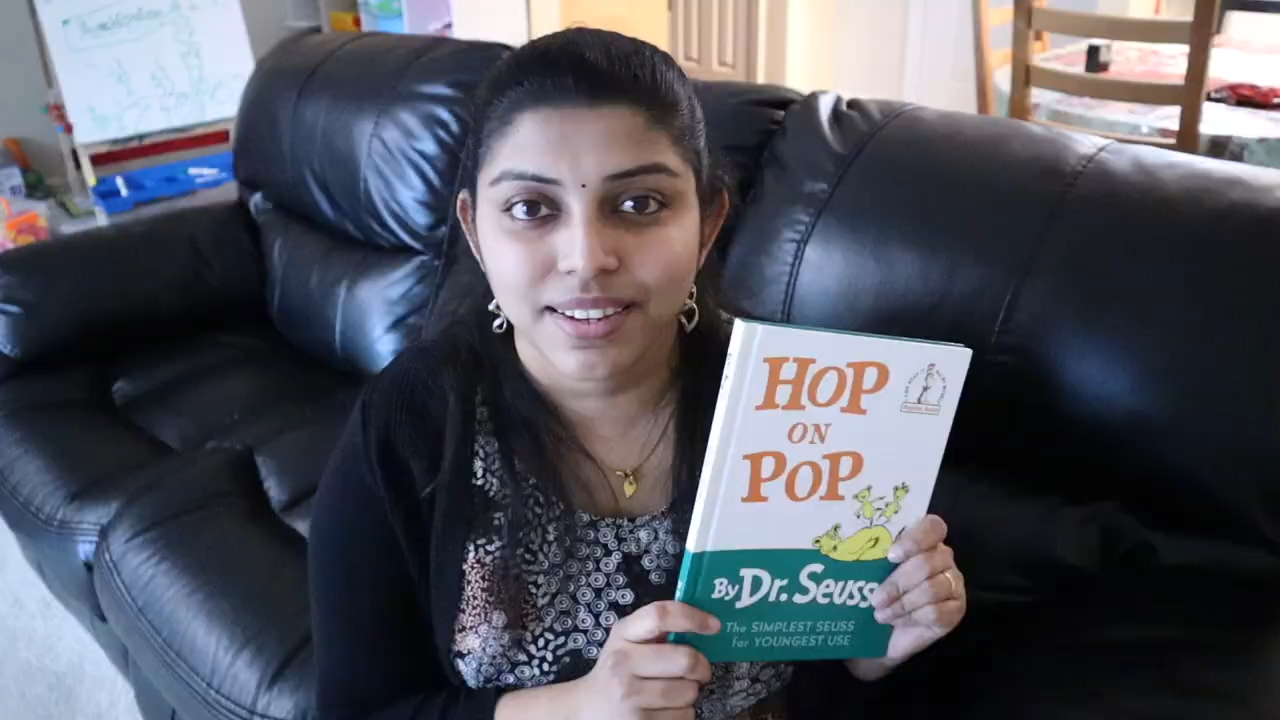 HOP
ON
POP
By Dr. Seuss
The SIMPLEST SEUSS
for YOUNGEST USE